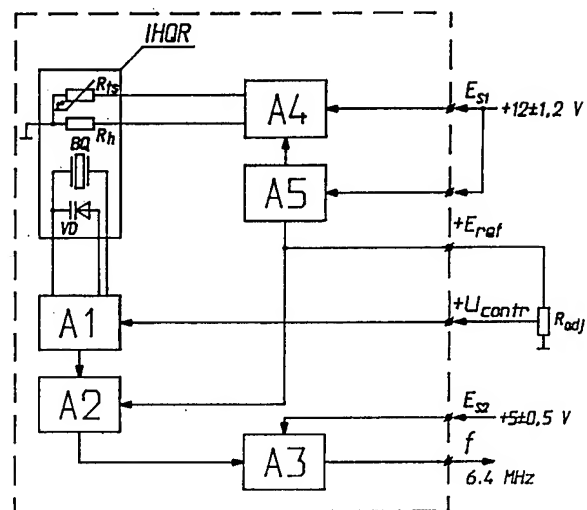 IHQR
Rts
Rh
BQ
VD
A4
A5
A1
A2
A3
Es1
+12±1,2 V
+Eref
+Ucontr
Radj
Es2
+5±0,5 V
f
6.4 MHz